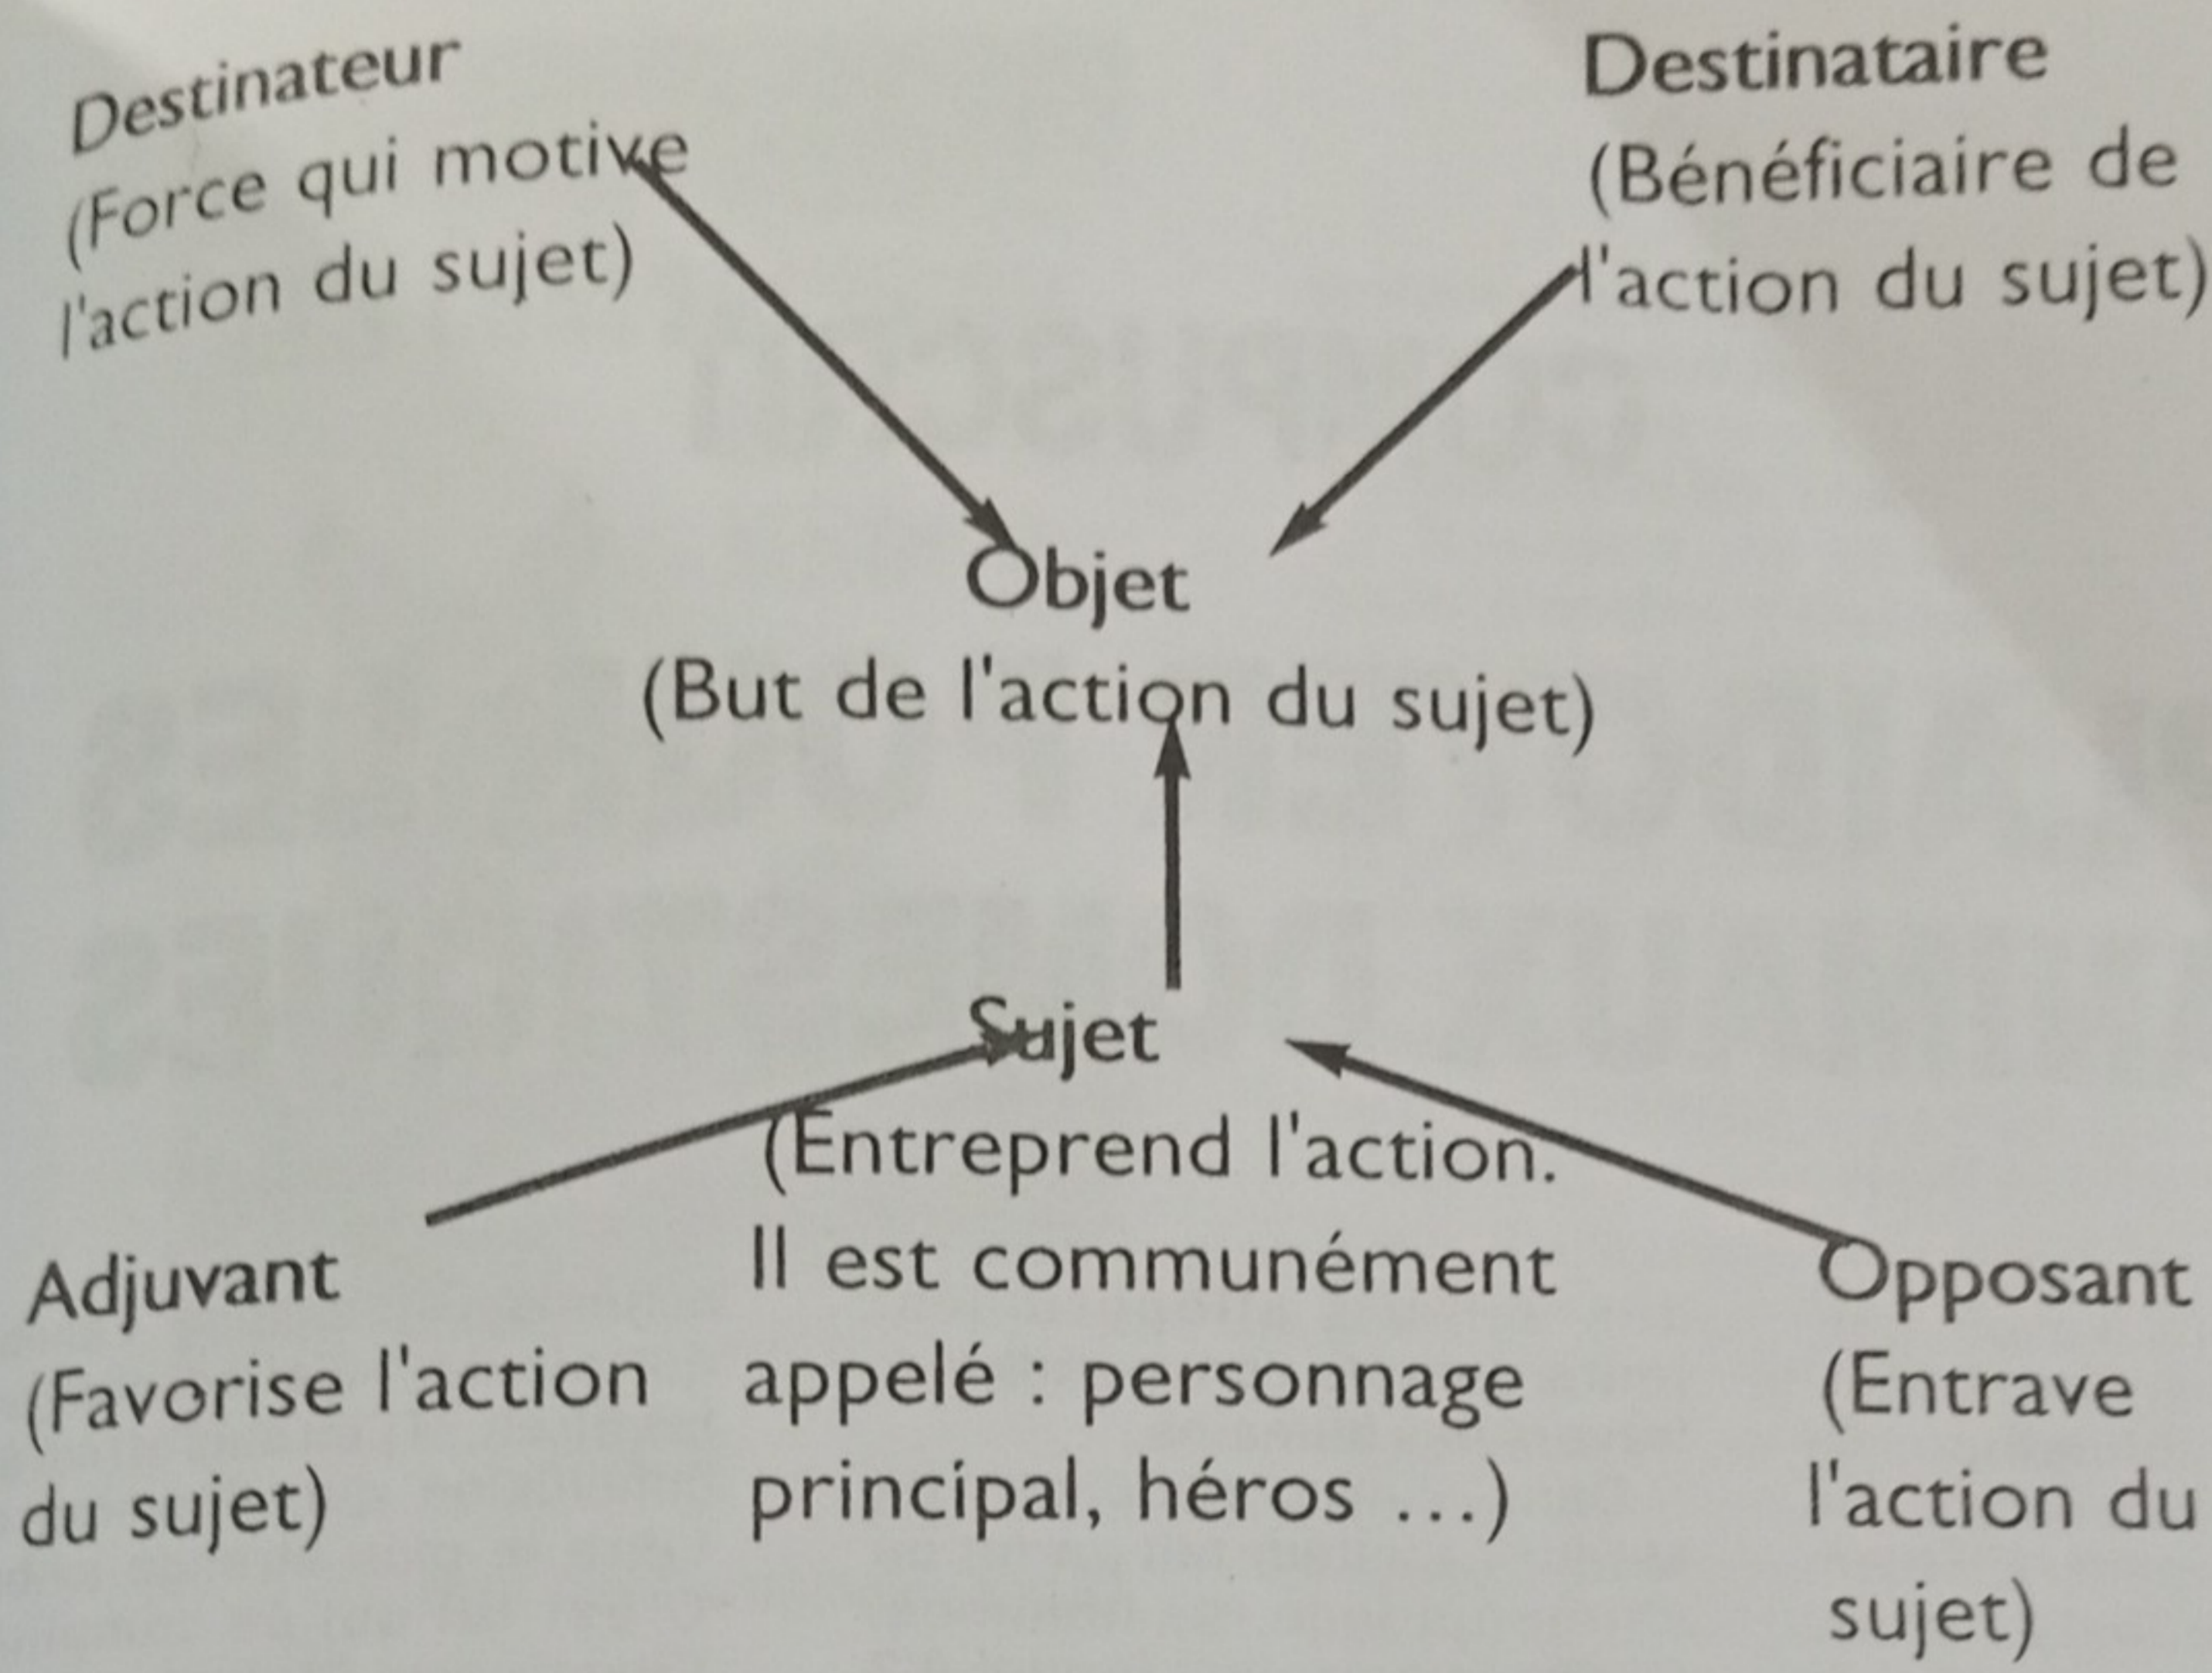 Destinateur
(Force qui motive
l'action du sujet)
Destinataire
(Bénéficiaire de
l'action du sujet)
Objet
(But de l'action du sujet)
Sujet
(Entreprend l'action.
Il est communément
appelé : personnage
principal, héros ...)
Adjuvant
(Favorise l'action
du sujet)
Opposant
(Entrave
l'action du
sujet)